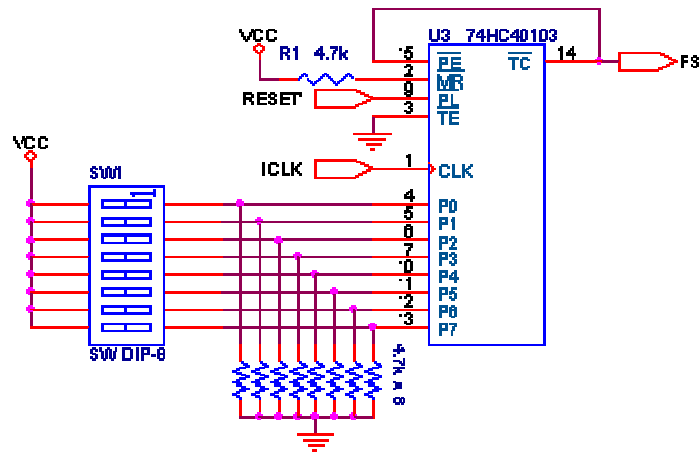 U3 74HC40103
VCC
R1 4.7k
15
PE
TC
14
FS
2
MR
RESET
9
PL
3
TE
VCC
ICLK
1
CLK
SW1
1
4
P0
5
P1
6
P2
7
P3
10
P4
11
P5
12
P6
13
P7
SW DIP-8
4.7k x 8